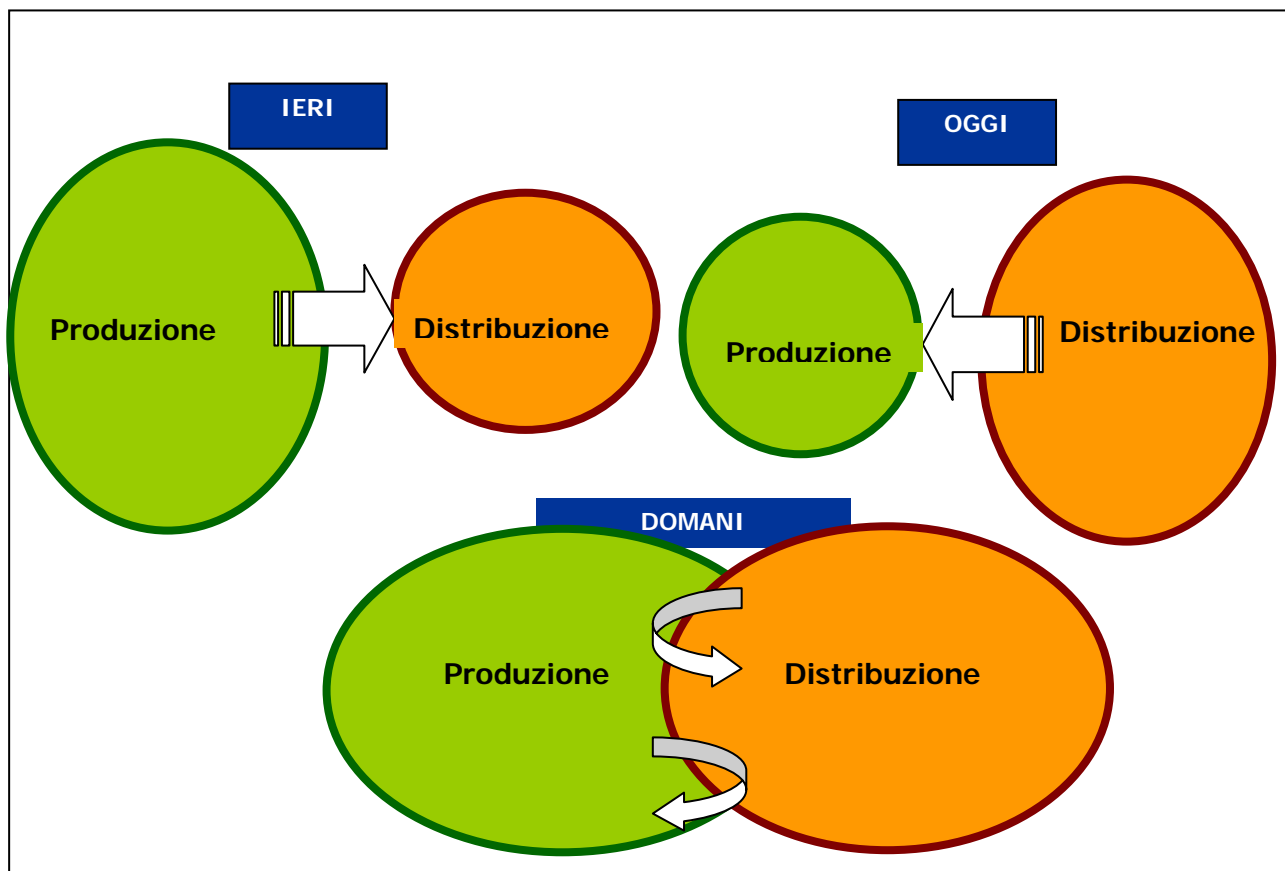 IERI
OGGI
Produzione
Distribuzione
Produzione
Distribuzione
DOMANI
Produzione
Distribuzione